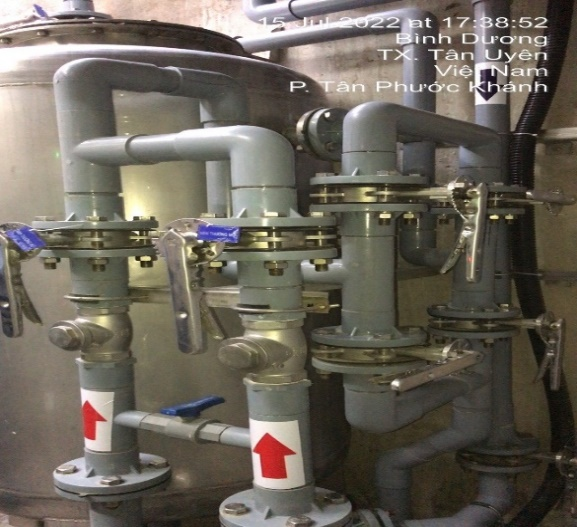 15 Jul 2022 at 17:38:52
Bình Dương
TX. Tân Uyên
Việt Nam
P. Tân Phước Khánh